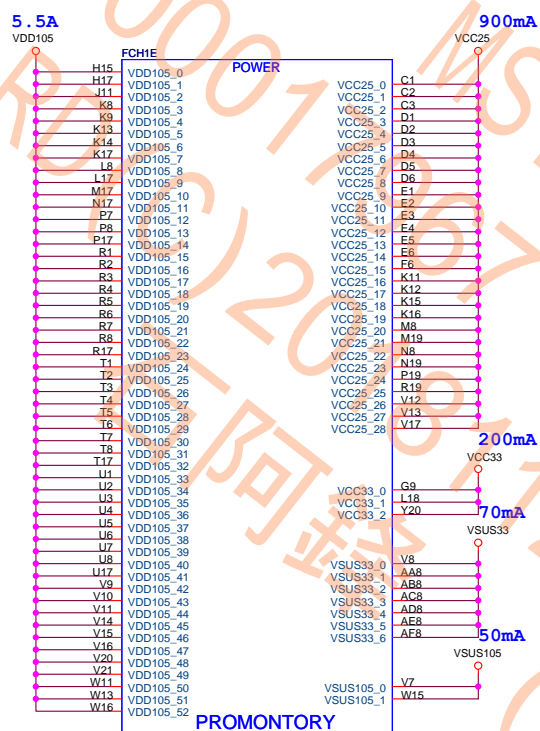 5.5A
VDD105
FCH1E
POWER
H15 VDD105_0
H17 VDD105_1
J11 VDD105_2
K8 VDD105_3
K9 VDD105_4
K13 VDD105_5
K14 VDD105_6
K17 VDD105_7
L8 VDD105_8
L17 VDD105_9
M17 VDD105_10
N17 VDD105_11
P7 VDD105_12
P8 VDD105_13
P17 VDD105_14
R1 VDD105_15
R2 VDD105_16
R3 VDD105_17
R4 VDD105_18
R5 VDD105_19
R6 VDD105_20
R7 VDD105_21
R8 VDD105_22
R17 VDD105_23
T1 VDD105_24
T2 VDD105_25
T3 VDD105_26
T4 VDD105_27
T5 VDD105_28
T6 VDD105_29
T7 VDD105_30
T8 VDD105_31
T17 VDD105_32
U1 VDD105_33
U2 VDD105_34
U3 VDD105_35
U4 VDD105_36
U5 VDD105_37
U6 VDD105_38
U7 VDD105_39
U8 VDD105_40
U17 VDD105_41
V9 VDD105_42
V10 VDD105_43
V11 VDD105_44
V14 VDD105_45
V15 VDD105_46
V16 VDD105_47
V20 VDD105_48
V21 VDD105_49
W11 VDD105_50
W13 VDD105_51
W16 VDD105_52
900mA
VCC25
VCC25_0 C1
VCC25_1 C2
VCC25_2 C3
VCC25_3 D1
VCC25_4 D2
VCC25_5 D3
VCC25_6 D4
VCC25_7 D5
VCC25_8 D6
VCC25_9 E1
VCC25_10 E2
VCC25_11 E3
VCC25_12 E4
VCC25_13 E5
VCC25_14 E6
VCC25_15 F6
VCC25_16 K11
VCC25_17 K12
VCC25_18 K15
VCC25_19 K16
VCC25_20 M8
VCC25_21 M19
VCC25_22 N8
VCC25_23 N19
VCC25_24 P19
VCC25_25 R19
VCC25_26 V12
VCC25_27 V13
VCC25_28 V17
200mA
VCC33
VCC33_0 G9
VCC33_1 L18
VCC33_2 Y20
70mA
VSUS33
VSUS33_0 V8
VSUS33_1 AA8
VSUS33_2 AB8
VSUS33_3 AC8
VSUS33_4 AD8
VSUS33_5 AE8
VSUS33_6 AF8
50mA
VSUS105
VSUS105_0 V7
VSUS105_1 W15
PROMONTORY